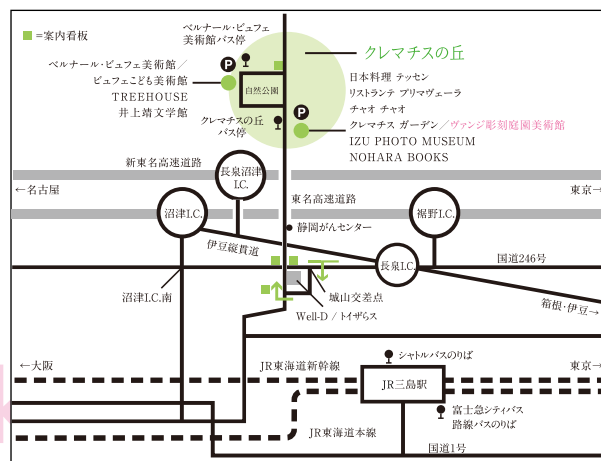 =案内看板
ベルナール・ビュフェ
美術館バス停
クレマチスの丘
P
ベルナール・ビュフェ美術館／
ビュフェこども美術館
TREEHOUSE
井上靖文学館
自然公園
日本料理 テッセン
リストランテ プリマヴェーラ
チャオ チャオ
クレマチス ガーデン／ヴァンジ彫刻庭園美術館
IZU PHOTO MUSEUM
NOHARA BOOKS
P
クレマチスの丘
バス停
新東名高速道路
長泉沼津
I.C.
←名古屋
東京→
東名高速道路
沼津I.C.
裾野I.C.
静岡がんセンター
伊豆縦貫道
長泉I.C.
国道246号
沼津I.C.南
城山交差点
箱根・伊豆→
Well-D / トイザらス
←大阪
JR東海道新幹線
シャトルバスのりば
東京→
JR三島駅
富士急シティバス
路線バスのりば
JR東海道本線
国道1号